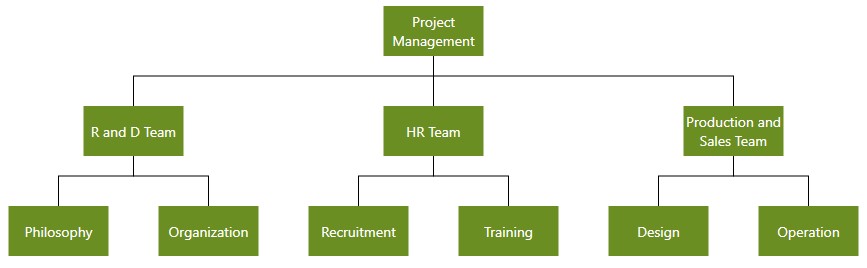 Project
Management
R and D Team
HR Team
Production and
Sales Team
Philosophy
Organization
Recruitment
Training
Design
Operation